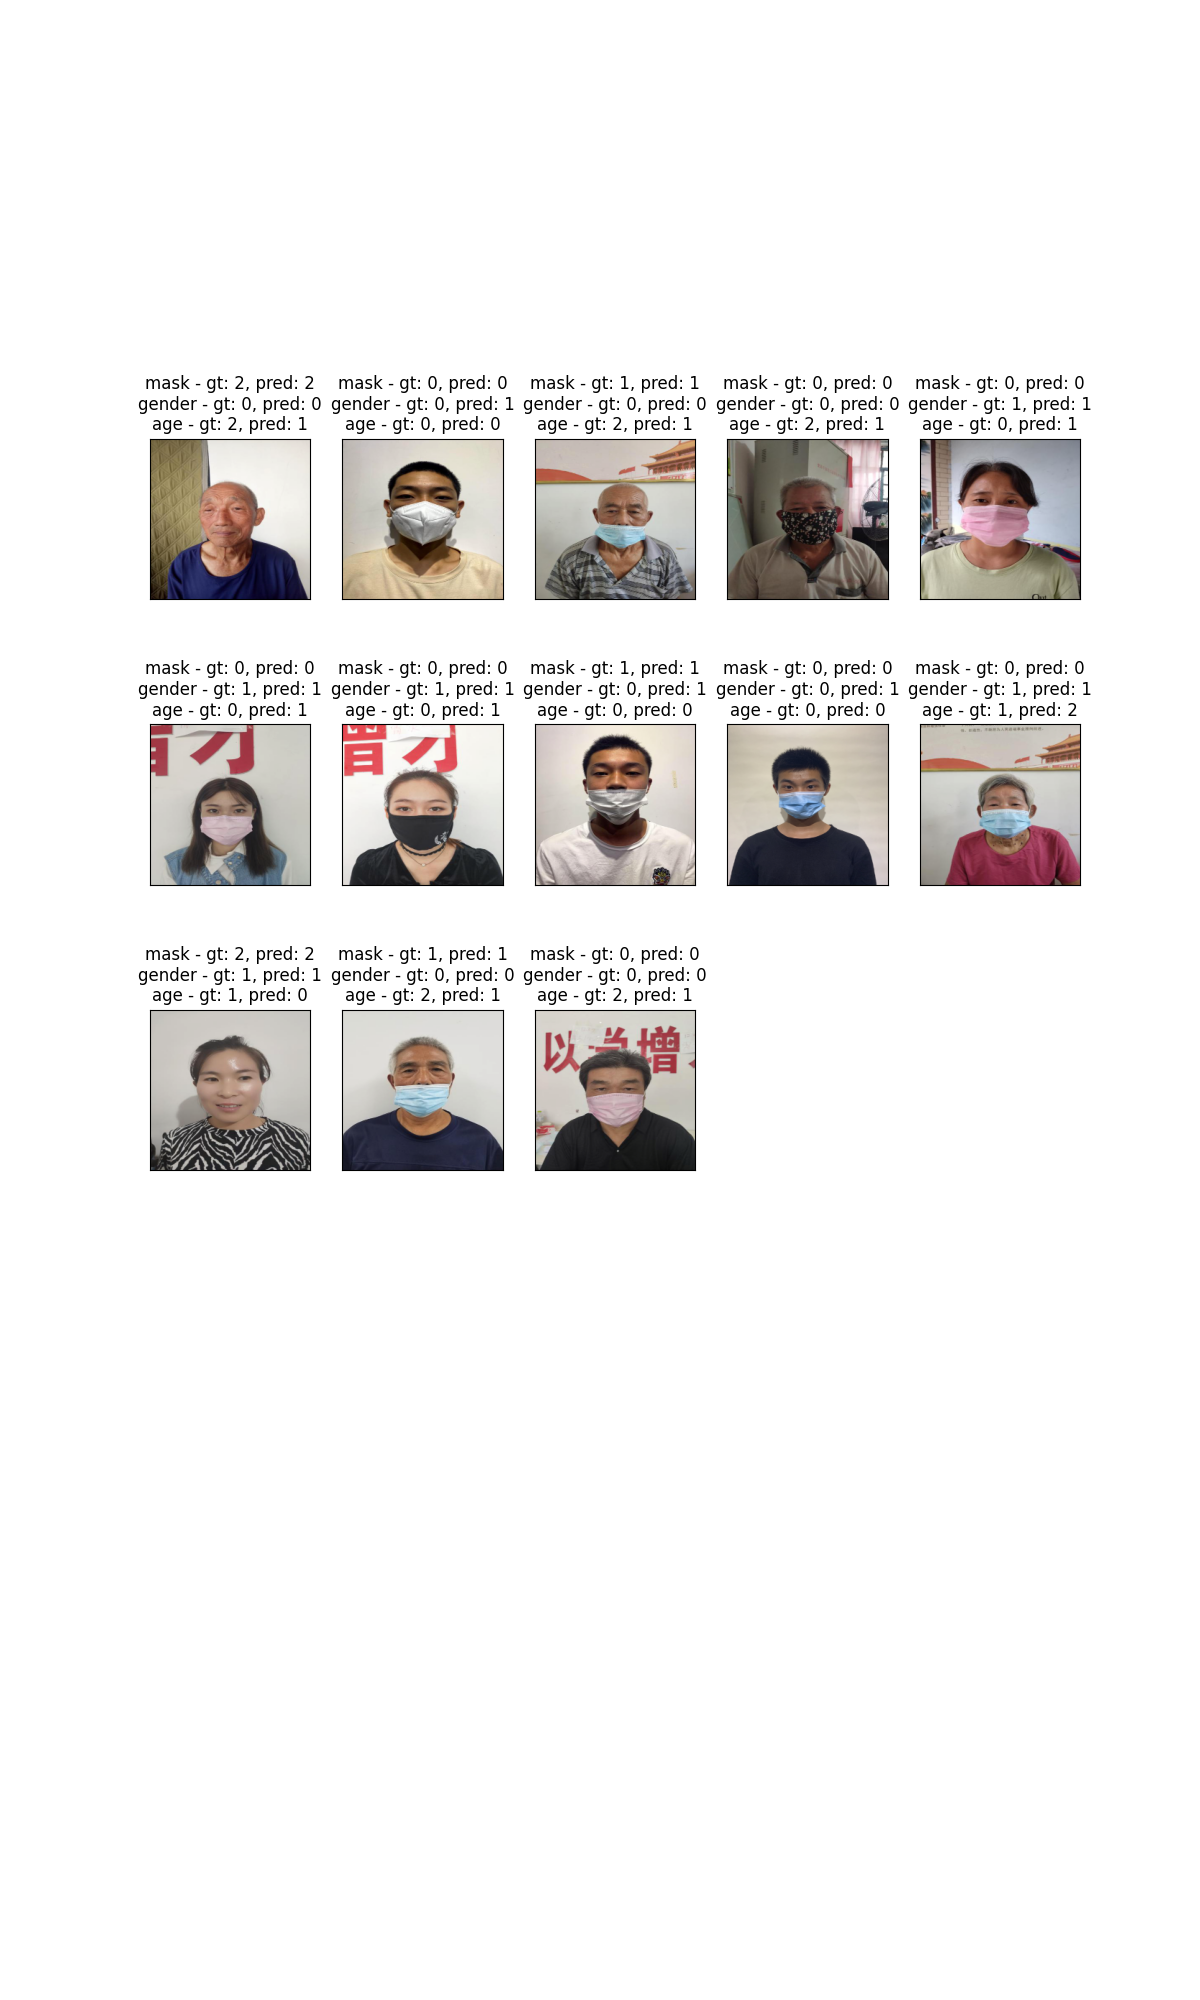 mask - gt: 2, pred: 2
gender - gt: 0, pred: 0
age - gt: 2, pred: 1
mask - gt: 0, pred: 0
gender - gt: 0, pred: 1
age - gt: 0, pred: 0
mask - gt: 1, pred: 1
gender - gt: 0, pred: 0
age - gt: 2, pred: 1
mask - gt: 0, pred: 0
gender - gt: 0, pred: 0
age - gt: 2, pred: 1
mask - gt: 0, pred: 0
gender - gt: 1, pred: 1
age - gt: 0, pred: 1
mask - gt: 0, pred: 0
gender - gt: 1, pred: 1
age - gt: 0, pred: 1
mask - gt: 0, pred: 0
gender - gt: 1, pred: 1
age - gt: 0, pred: 1
增才
mask - gt: 1, pred: 1
gender - gt: 0, pred: 1
age - gt: 0, pred: 0
mask - gt: 0, pred: 0
gender - gt: 0, pred: 1
age - gt: 0, pred: 0
mask - gt: 0, pred: 0
gender - gt: 1, pred: 1
age - gt: 1, pred: 2
mask - gt: 2, pred: 2
gender - gt: 1, pred: 1
age - gt: 1, pred: 0
mask - gt: 1, pred: 1
gender - gt: 0, pred: 0
age - gt: 2, pred: 1
mask - gt: 0, pred: 0
gender - gt: 0, pred: 0
age - gt: 2, pred: 1
以 增